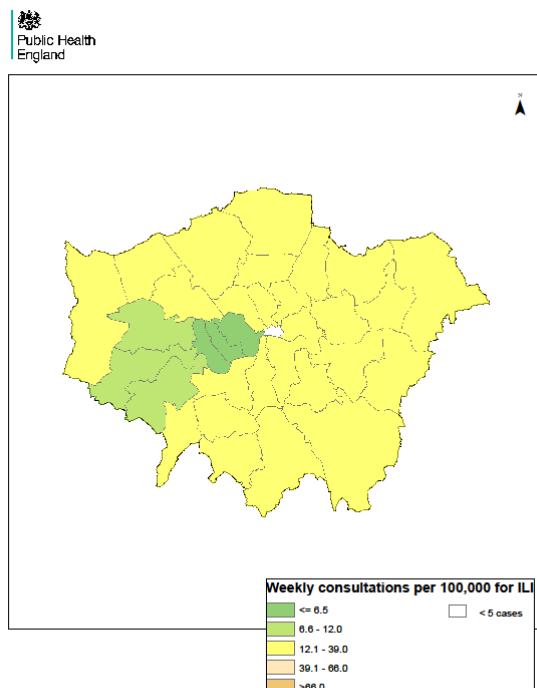 Public Health
England
N
Weekly consultations per 100,000 for ILI
<= 6.5
< 5 cases
6.6 - 12.0
12.1 - 39.0
39.1 - 66.0
>66.0